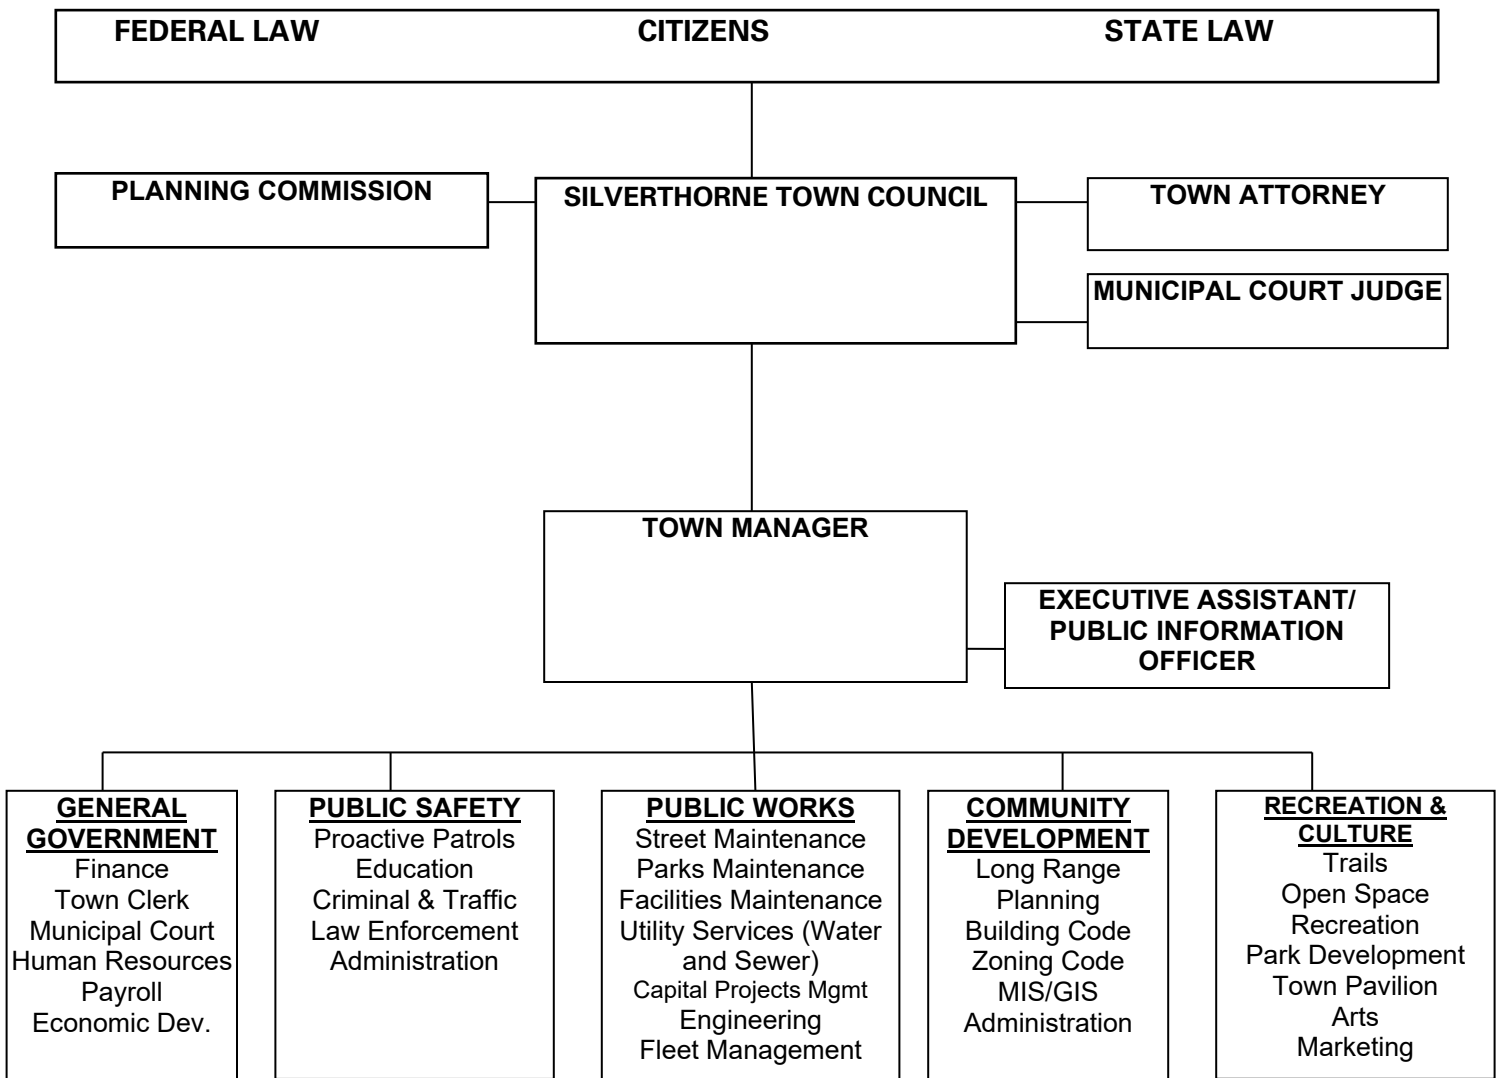 FEDERAL LAW CITIZENS STATE LAW
PLANNING COMMISSION
SILVERTHORNE TOWN COUNCIL
TOWN ATTORNEY
MUNICIPAL COURT JUDGE
TOWN MANAGER
EXECUTIVE ASSISTANT/
PUBLIC INFORMATION
OFFICER
GENERAL
GOVERNMENT
Finance
Town Clerk
Municipal Court
Human Resources
Payroll
Economic Dev.
PUBLIC SAFETY
Proactive Patrols
Education
Criminal & Traffic
Law Enforcement
Administration
PUBLIC WORKS
Street Maintenance
Parks Maintenance
Facilities Maintenance
Utility Services (Water
and Sewer)
Capital Projects Mgmt
Engineering
Fleet Management
COMMUNITY
DEVELOPMENT
Long Range
Planning
Building Code
Zoning Code
MIS/GIS
Administration
RECREATION &
CULTURE
Trails
Open Space
Recreation
Park Development
Town Pavilion
Arts
Marketing